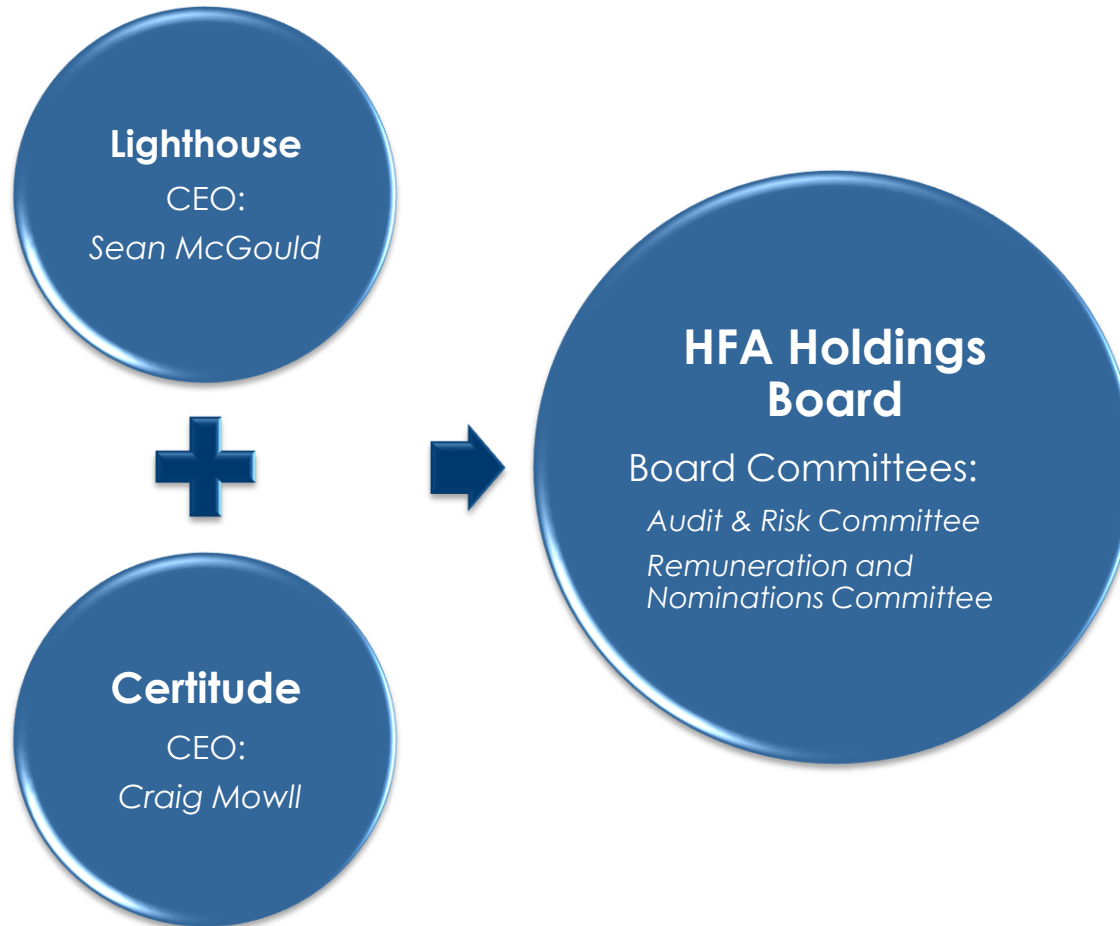 Lighthouse
CEO:
Sean McGould
Certitude
CEO:
Craig Mowll
HFA Holdings
Board
Board Committees:
Audit & Risk Committee
Remuneration and
Nominations Committee